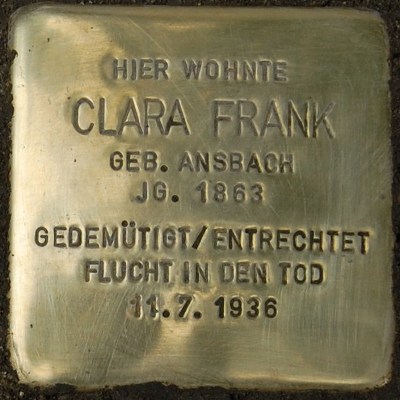 HIER WOHNTE
CLARA FRANK
GEB. ANSBACH
JG. 1863
GEDEMÜTIGT/ENTRECHTET
FLUCHT IN DEN TOD
11.7. 1936